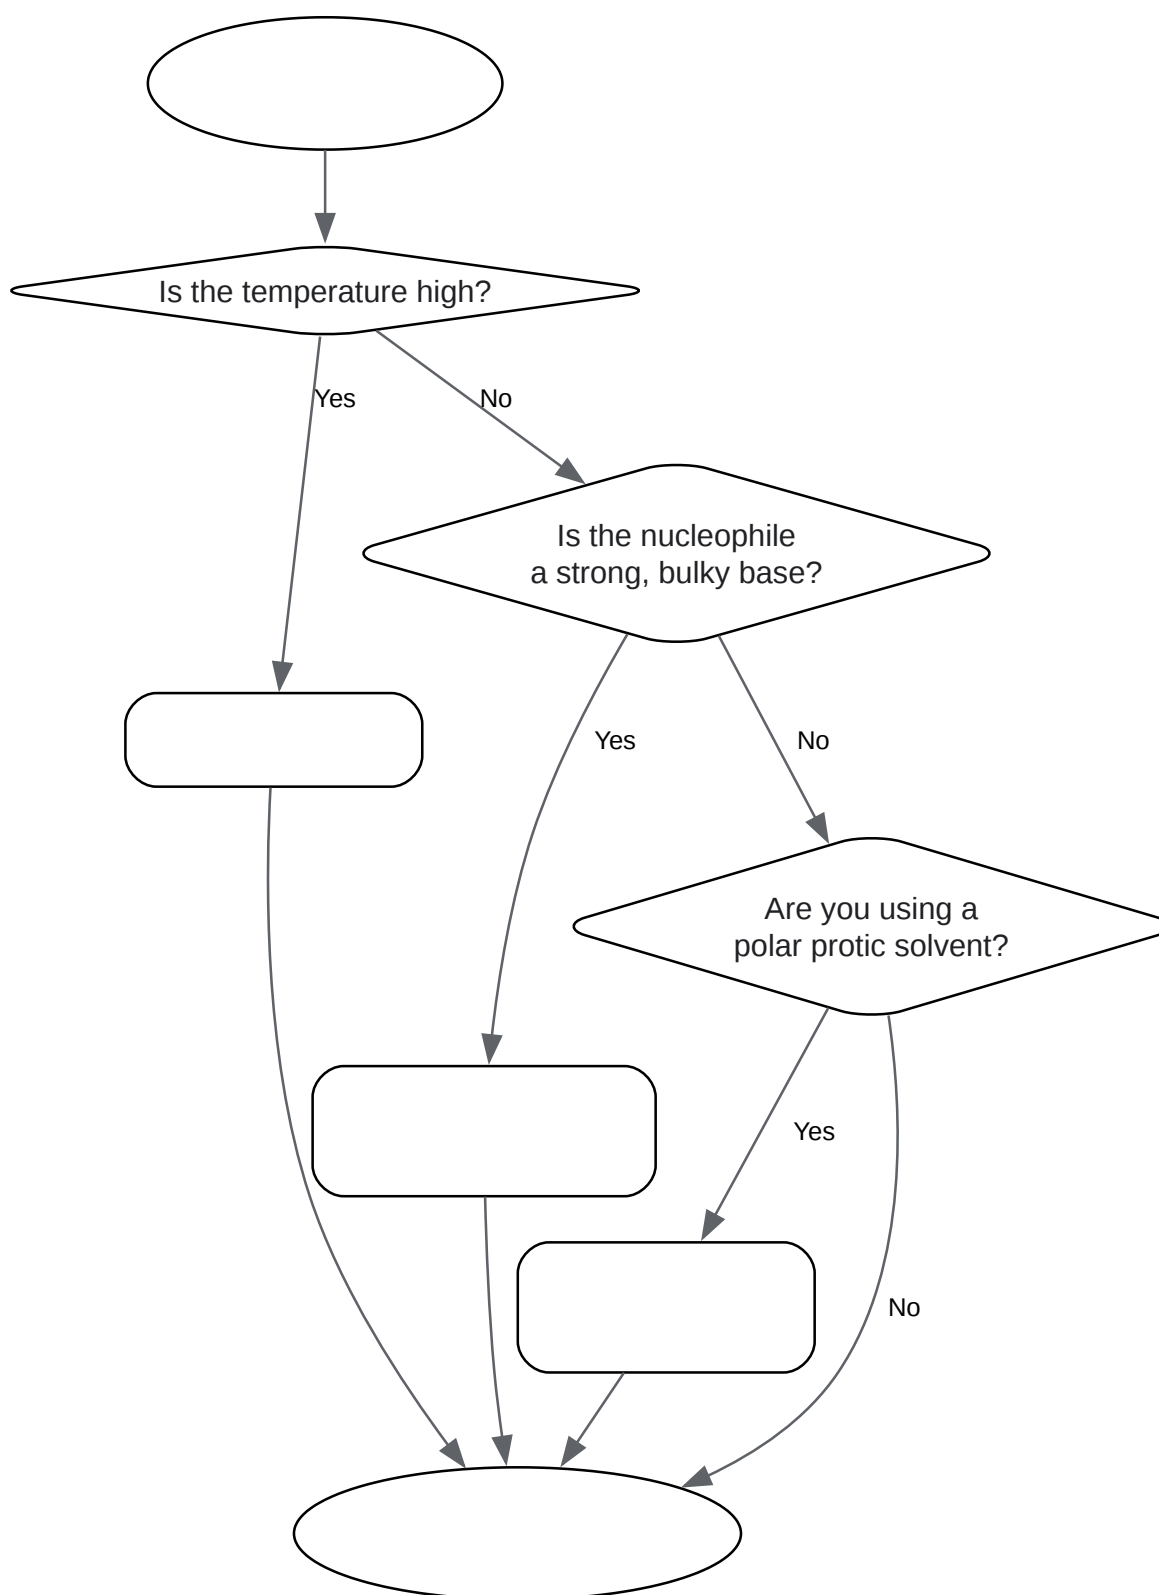 Is the temperature high?
Yes
No
Is the nucleophile
a strong, bulky base?
Yes
No
Are you using a
polar protic solvent?
Yes
No